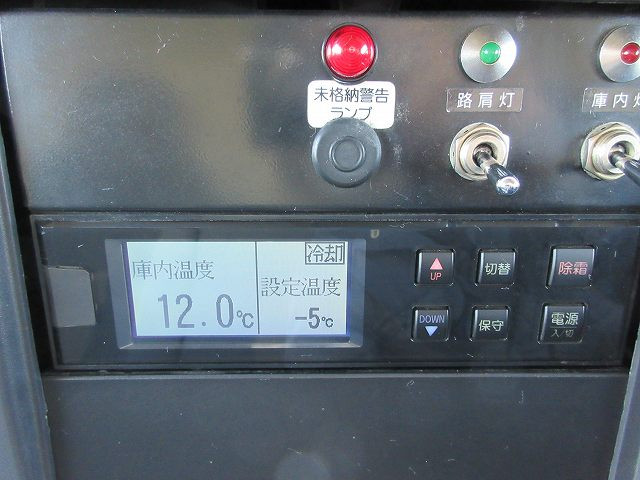 未格納警告
ランプ
路肩灯
庫内灯
冷却
庫内温度
設定温度
12.0℃
-5℃
UP
切替
除霜
DOWN
保守
電源
入/切